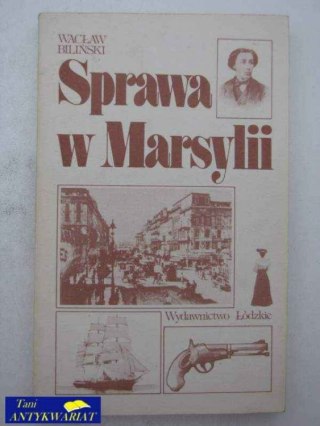 WACŁAW
BILIŃSKI
Sprawa
w Marsylii
Wydawnictwo Łódzkie
Tani
ANTYKWARIAT